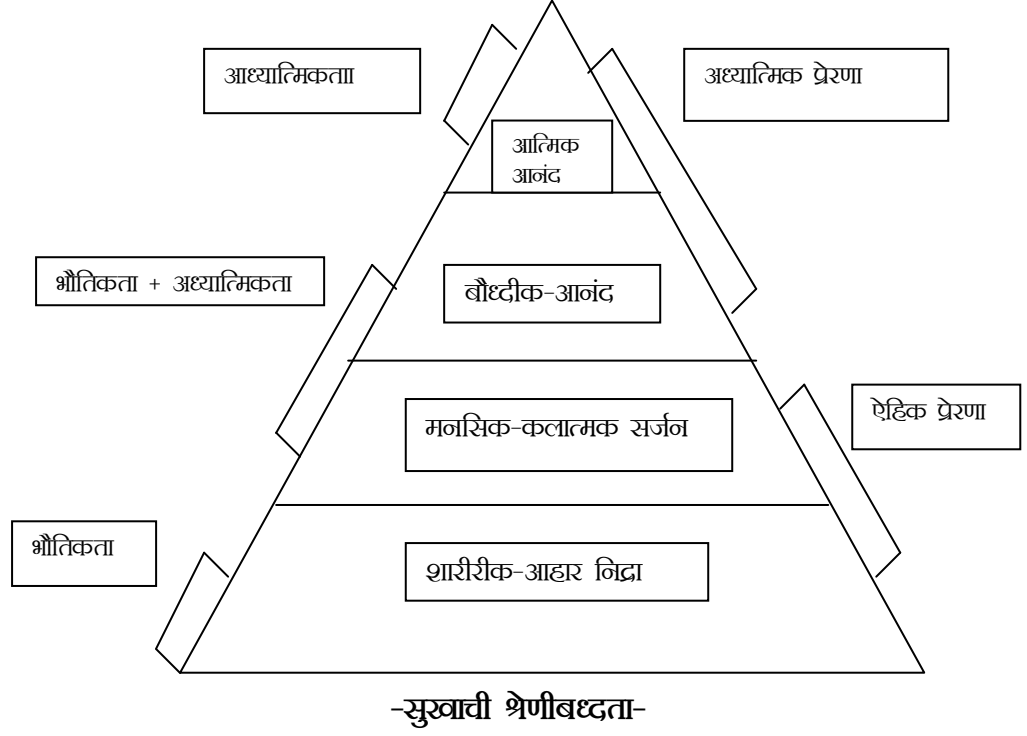 आध्यात्मिकताा
अध्यात्मिक प्रेरणा
आत्मिक
आनंद
भौतिकता + अध्यात्मिकता
बौध्दीक-आनंद
मनसिक-कलात्मक सर्जन
ऐहिक प्रेरणा
भौतिकता
शारीरीक-आहार निद्रा
-सुखाची श्रेणीबध्दता-